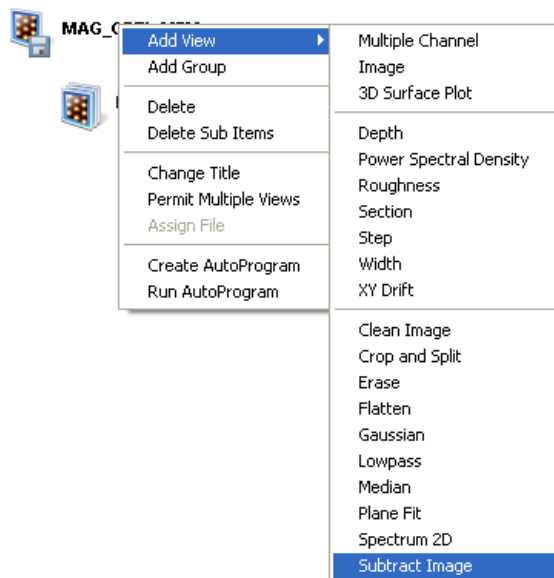 Add View
Add Group
Delete
Delete Sub Items
Change Title
Permit Multiple Views
Assign File
Create AutoProgram
Run AutoProgram
Multiple Channel
Image
3D Surface Plot
Depth
Power Spectral Density
Roughness
Section
Step
Width
XY Drift
Clean Image
Crop and Split
Erase
Flatten
Gaussian
Lowpass
Median
Plane Fit
Spectrum 2D
Subtract Image